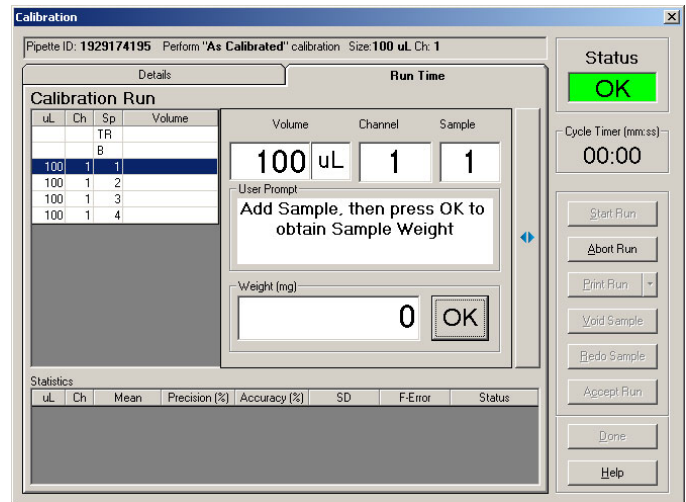 Calibration
Pipette ID: 1929174195 Perform "As Calibrated" calibration Size:100 uL Ch: 1
Details
Run Time
Calibration Run
uL Ch Sp Volume
TR
B
100 1 1
100 1 2
100 1 3
100 1 4
Volume Channel Sample
100 uL 1 1
User Prompt
Add Sample, then press OK to
obtain Sample Weight
Weight (mg)
0 OK
Statistics
uL Ch Mean Precision (%) Accuracy (%) SD F-Error Status
Status
OK
Cycle Timer (mm:ss)
00:00
Start Run
Abort Run
Print Run
Void Sample
Redo Sample
Accept Run
Done
Help